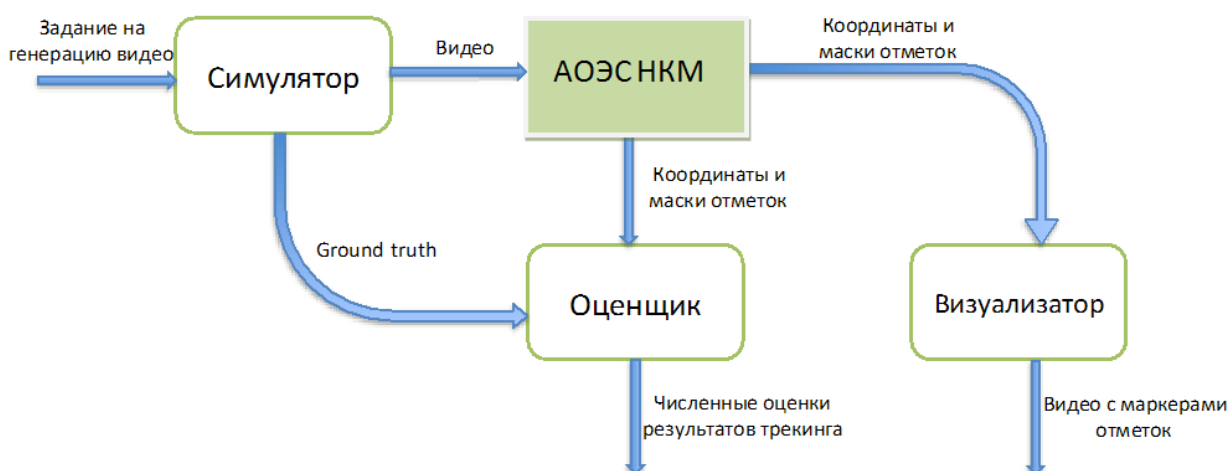 Задание на
генерацию видео
Симулятор
Видео
АОЭС НКМ
Координаты и
маски отметок
Координаты и
маски отметок
Ground truth
Оценщик
Визуализатор
Численные оценки
результатов трекинга
Видео с маркерами
отметок